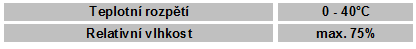 Teplotní rozpětí 0 - 40°C
Relativní vlhkost max. 75%